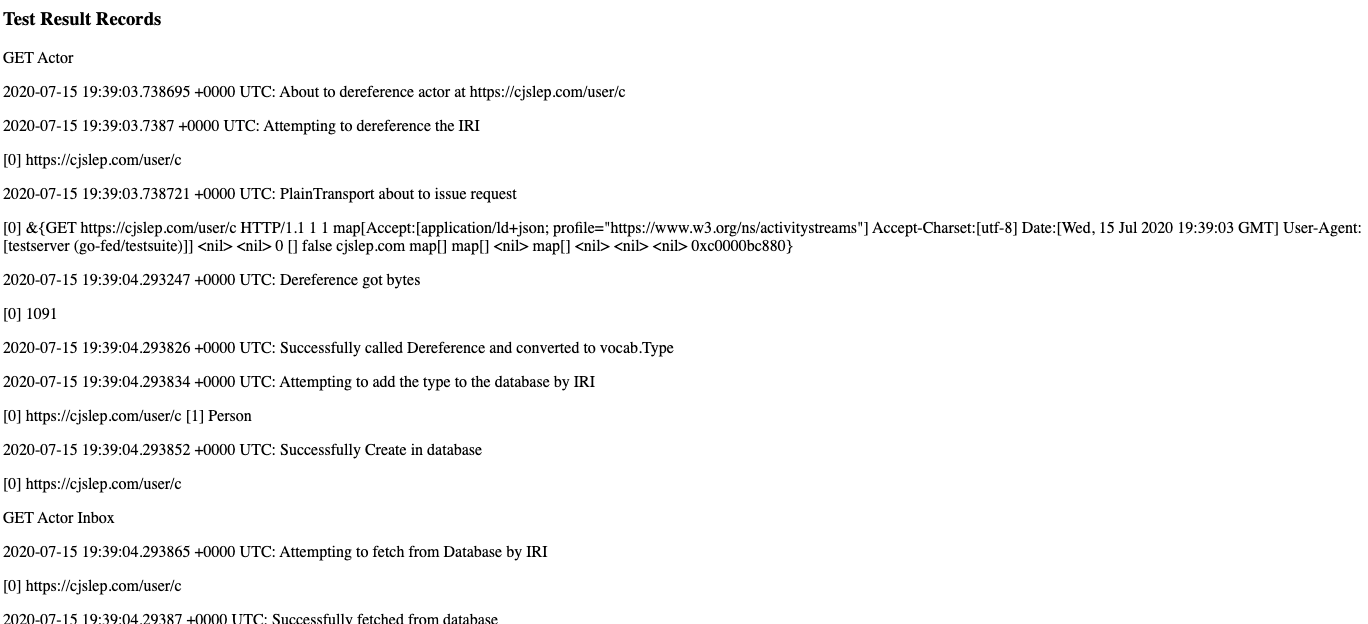 Test Result Records
GET Actor
2020-07-15 19:39:03.738695 +0000 UTC: About to dereference actor at https://cjslep.com/user/c
2020-07-15 19:39:03.7387 +0000 UTC: Attempting to dereference the IRI
[0] https://cjslep.com/user/c
2020-07-15 19:39:03.738721 +0000 UTC: PlainTransport about to issue request
[0] &{GET https://cjslep.com/user/c HTTP/1.1 1 1 map[Accept:[application/ld+json; profile="https://www.w3.org/ns/activitystreams"] Accept-Charset:[utf-8] Date:[Wed, 15 Jul 2020 19:39:03 GMT] User-Agent:
[testserver (go-fed/testsuite)]] <nil> <nil> 0 [] false cjslep.com map[] map[] <nil> map[] <nil> <nil> <nil> 0xc0000bc880}
2020-07-15 19:39:04.293247 +0000 UTC: Dereference got bytes
[0] 1091
2020-07-15 19:39:04.293826 +0000 UTC: Successfully called Dereference and converted to vocab.Type
2020-07-15 19:39:04.293834 +0000 UTC: Attempting to add the type to the database by IRI
[0] https://cjslep.com/user/c [1] Person
2020-07-15 19:39:04.293852 +0000 UTC: Successfully Create in database
[0] https://cjslep.com/user/c
GET Actor Inbox
2020-07-15 19:39:04.293865 +0000 UTC: Attempting to fetch from Database by IRI
[0] https://cjslep.com/user/c
2020-07-15 19:39:04.29387 +0000 UTC: Successfully fetched from database